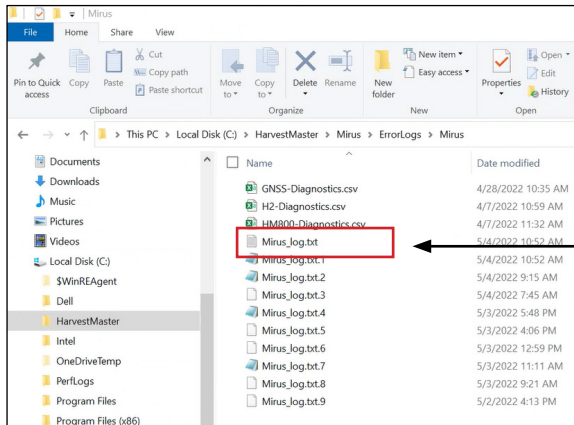 Mirus
File Home Share View
Pin to Quick access
Copy
Paste
Cut
Copy path
Paste shortcut
Clipboard
Move to
Copy to
Delete
Rename
Organize
New folder
New item
Easy access
New
Properties
Open
Edit
History
Open
This PC > Local Disk (C:) > HarvestMaster > Mirus > ErrorLogs > Mirus
Documents
Downloads
Music
Pictures
Videos
Local Disk (C:)
$WinREAgent
Dell
HarvestMaster
Intel
OneDriveTemp
PerfLogs
Program Files
Program Files (x86)
Name Date modified
GNSS-Diagnostics.csv 4/28/2022 10:35 AM
H2-Diagnostics.csv 4/7/2022 10:59 AM
HM800-Diagnostics.csv 4/7/2022 11:32 AM
Mirus_log.txt 5/4/2022 10:52 AM
Mirus_log.txt.1 5/4/2022 10:52 AM
Mirus_log.txt.2 5/4/2022 9:15 AM
Mirus_log.txt.3 5/4/2022 7:45 AM
Mirus_log.txt.4 5/3/2022 5:48 PM
Mirus_log.txt.5 5/3/2022 4:06 PM
Mirus_log.txt.6 5/3/2022 12:59 PM
Mirus_log.txt.7 5/3/2022 11:11 AM
Mirus_log.txt.8 5/3/2022 9:21 AM
Mirus_log.txt.9 5/2/2022 4:13 PM